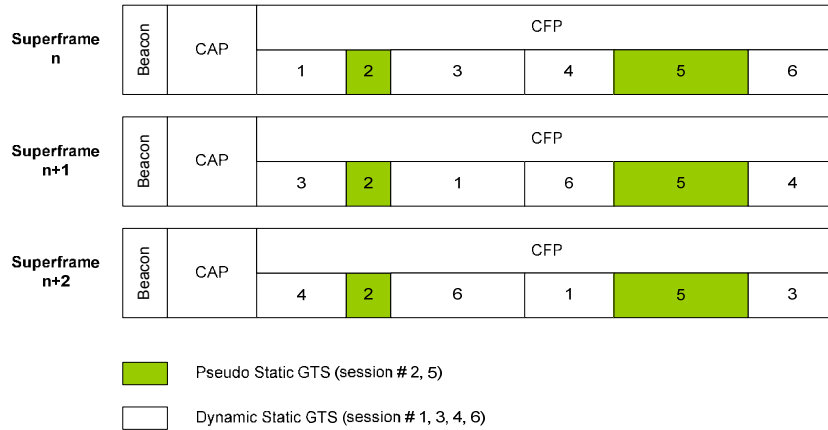 Superframe
n
Beacon
CAP
CFP
1 2 3 4 5 6
Superframe
n+1
Beacon
CAP
CFP
3 2 1 6 5 4
Superframe
n+2
Beacon
CAP
CFP
4 2 6 1 5 3
Pseudo Static GTS (session # 2, 5)
Dynamic Static GTS (session # 1, 3, 4, 6)